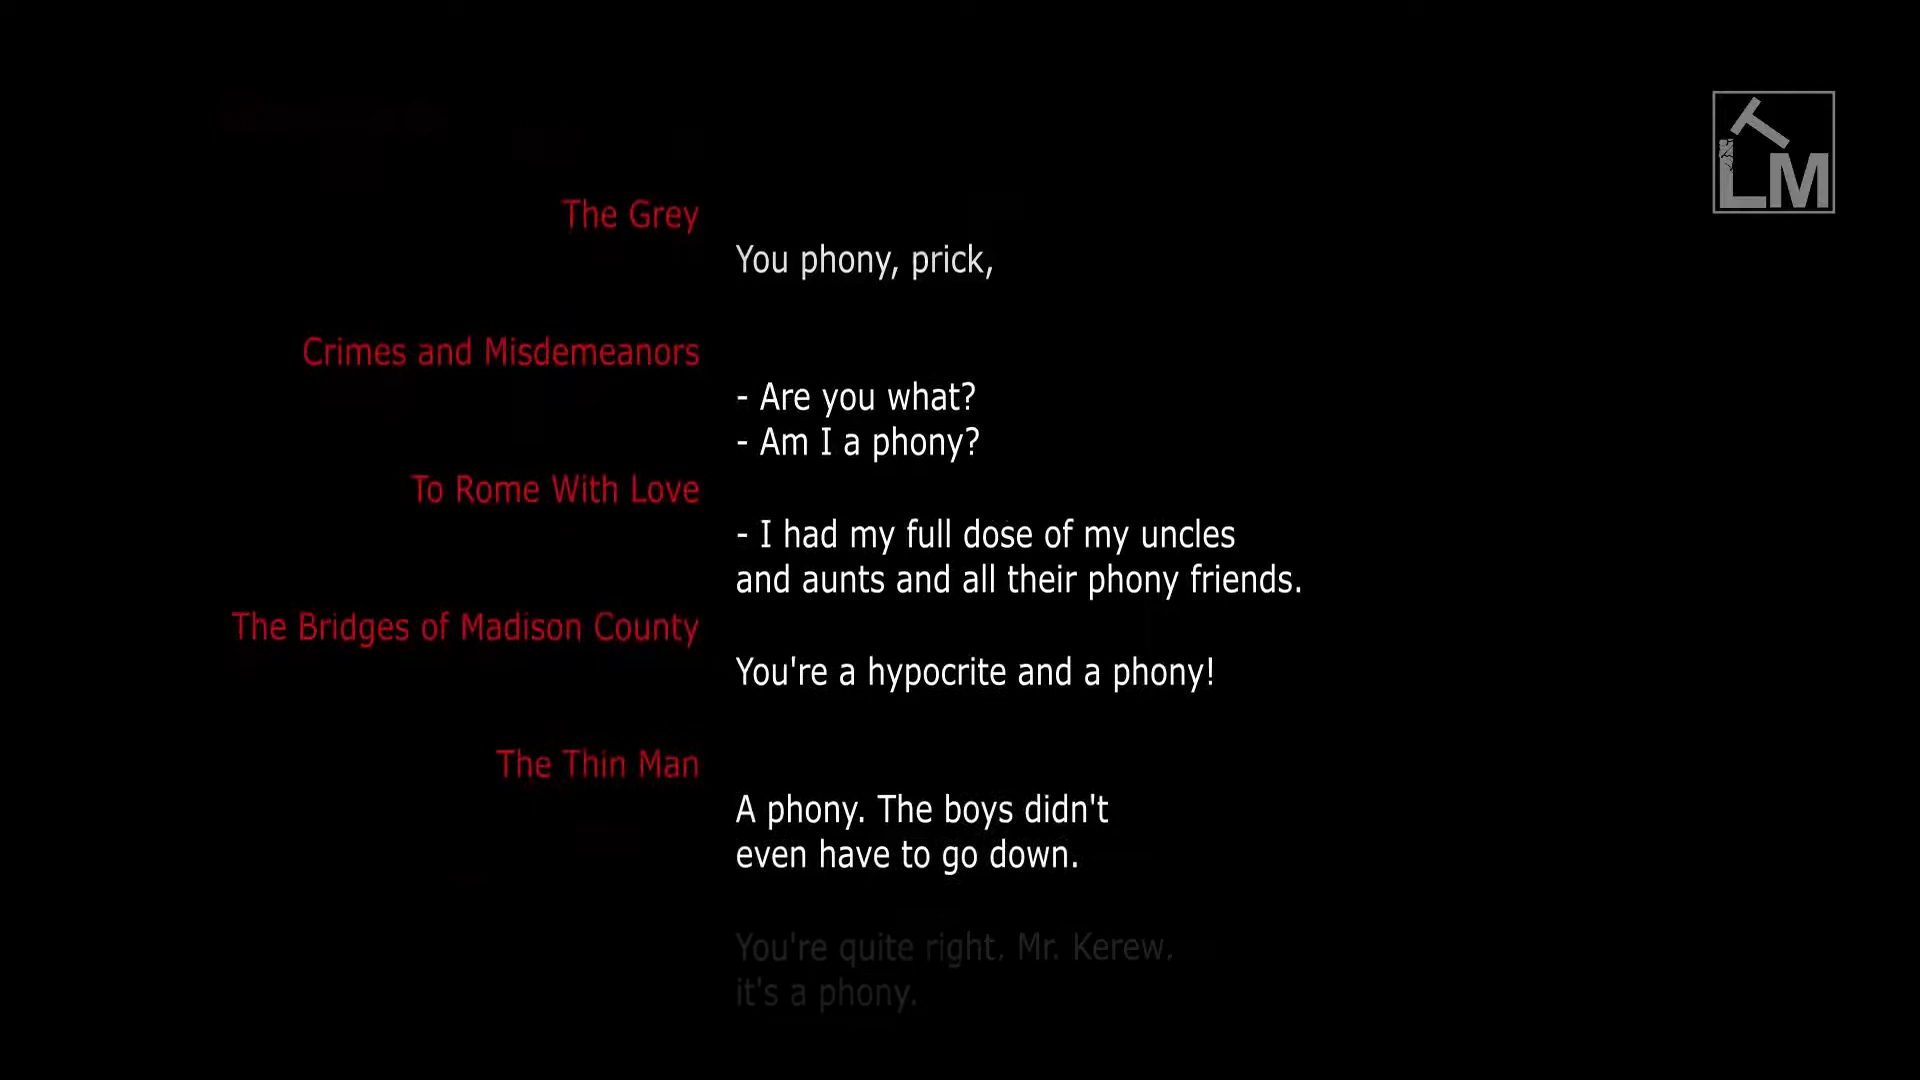 The Grey
You phony, prick,
Crimes and Misdemeanors
- Are you what?
- Am I a phony?
To Rome With Love
- I had my full dose of my uncles
and aunts and all their phony friends.
The Bridges of Madison County
You're a hypocrite and a phony!
The Thin Man
A phony. The boys didn't
even have to go down.
You're quite right, Mr. Kerew,
it's a phony.
LTM